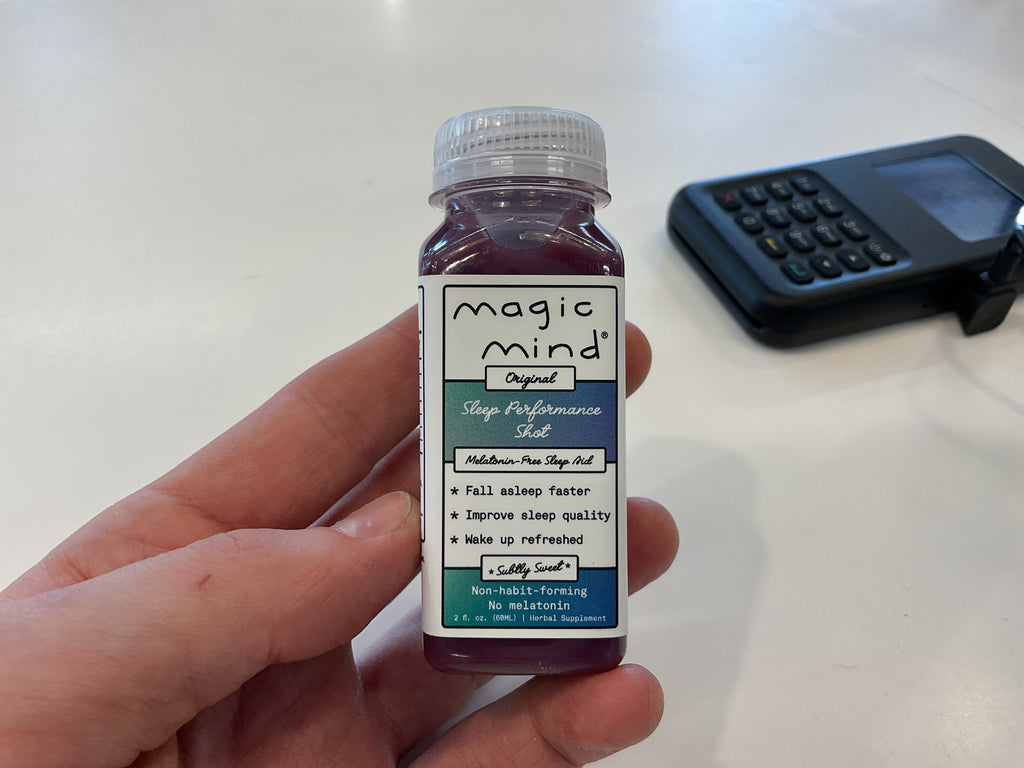 magic
mind®
Original
Sleep Performance
Shot
Melatonin-Free Sleep Aid
* Fall asleep faster
* Improve sleep quality
* Wake up refreshed
* Subtly Sweet *
Non-habit-forming
No melatonin
2 fl. oz. (60ML) | Herbal Supplement